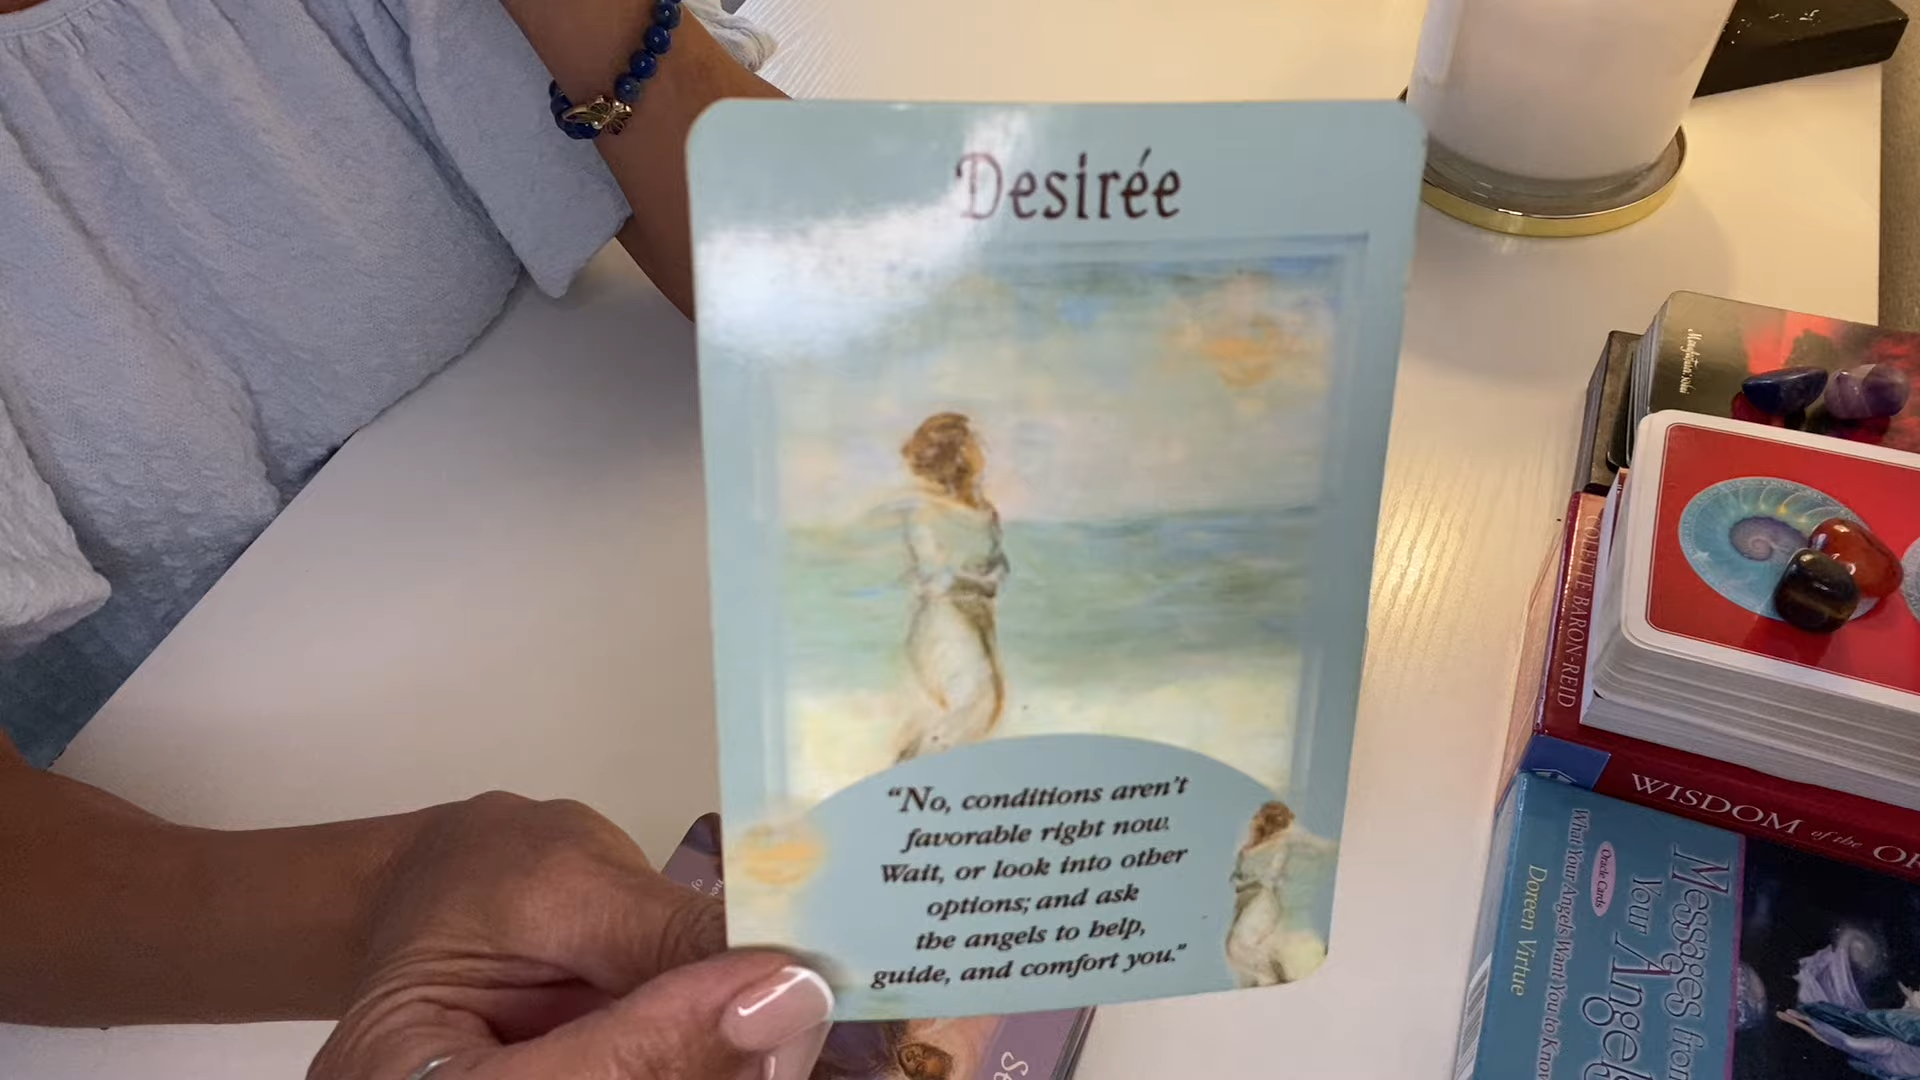 Desirée
“No, conditions aren’t
favorable right now.
Wait, or look into other
options; and ask
the angels to help,
guide, and comfort you.”
COLETTE BARON-REID
WISDOM of the
Messages from
Your Angels
Oracle Cards
What Your Angels Want You to Know
Doreen Virtue